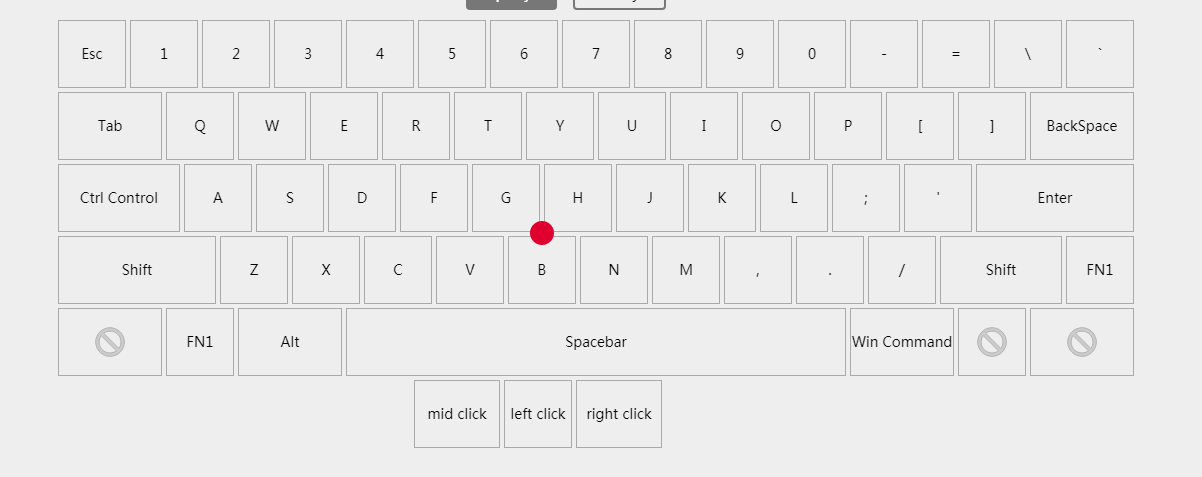 Esc 1 2 3 4 5 6 7 8 9 0 - = \ `
Tab Q W E R T Y U I O P [ ] BackSpace
Ctrl Control A S D F G H J K L ; ' Enter
Shift Z X C V B N M , . / Shift FN1
FN1 Alt Spacebar Win Command
mid click left click right click